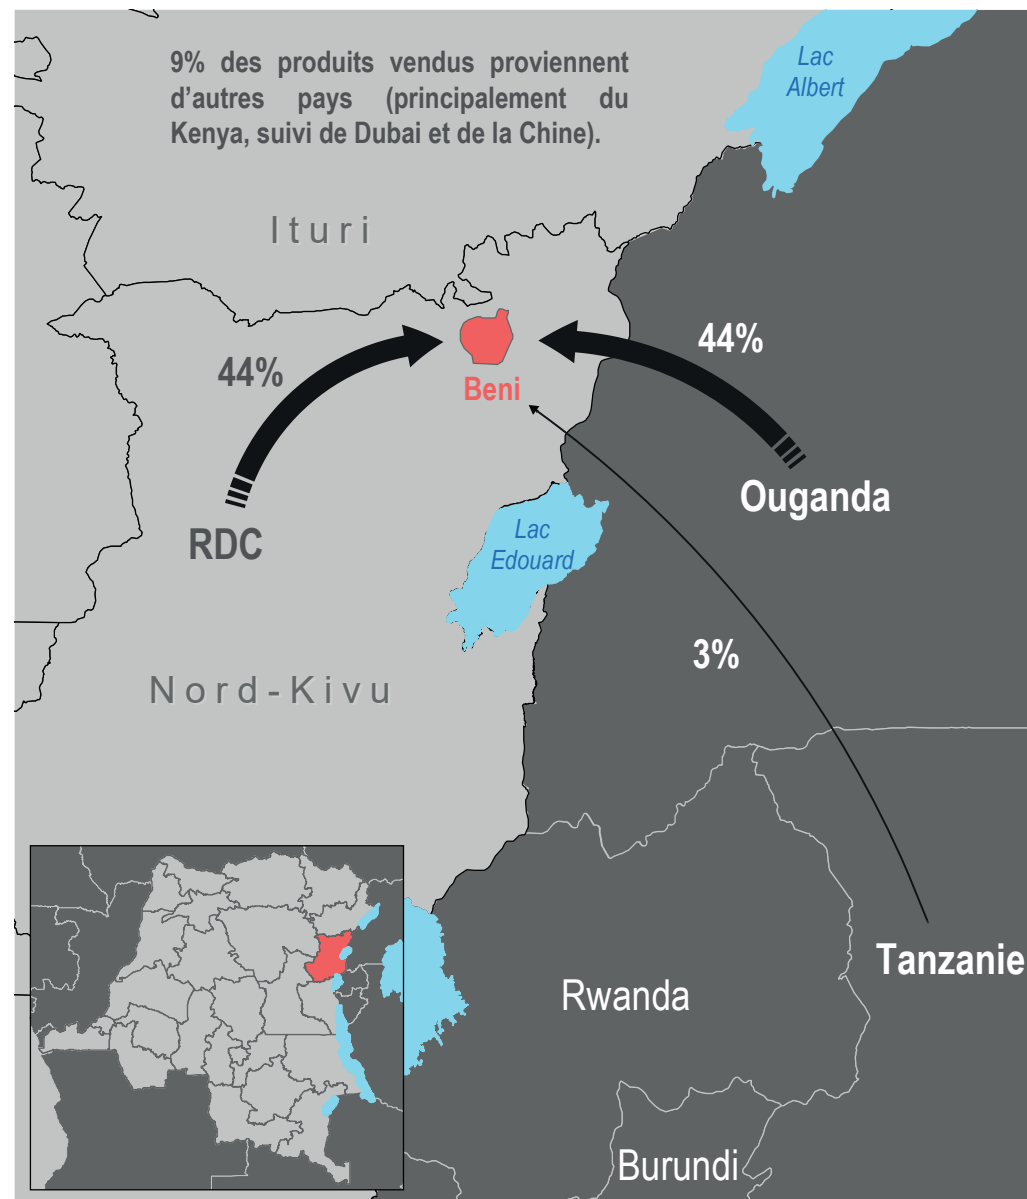 9% des produits vendus proviennent
d’autres pays (principalement du
Kenya, suivi de Dubai et de la Chine).
Lac
Albert
Ituri
44%
44%
Beni
Ouganda
RDC
Lac
Edouard
3%
Nord-Kivu
Tanzanie
Rwanda
Burundi